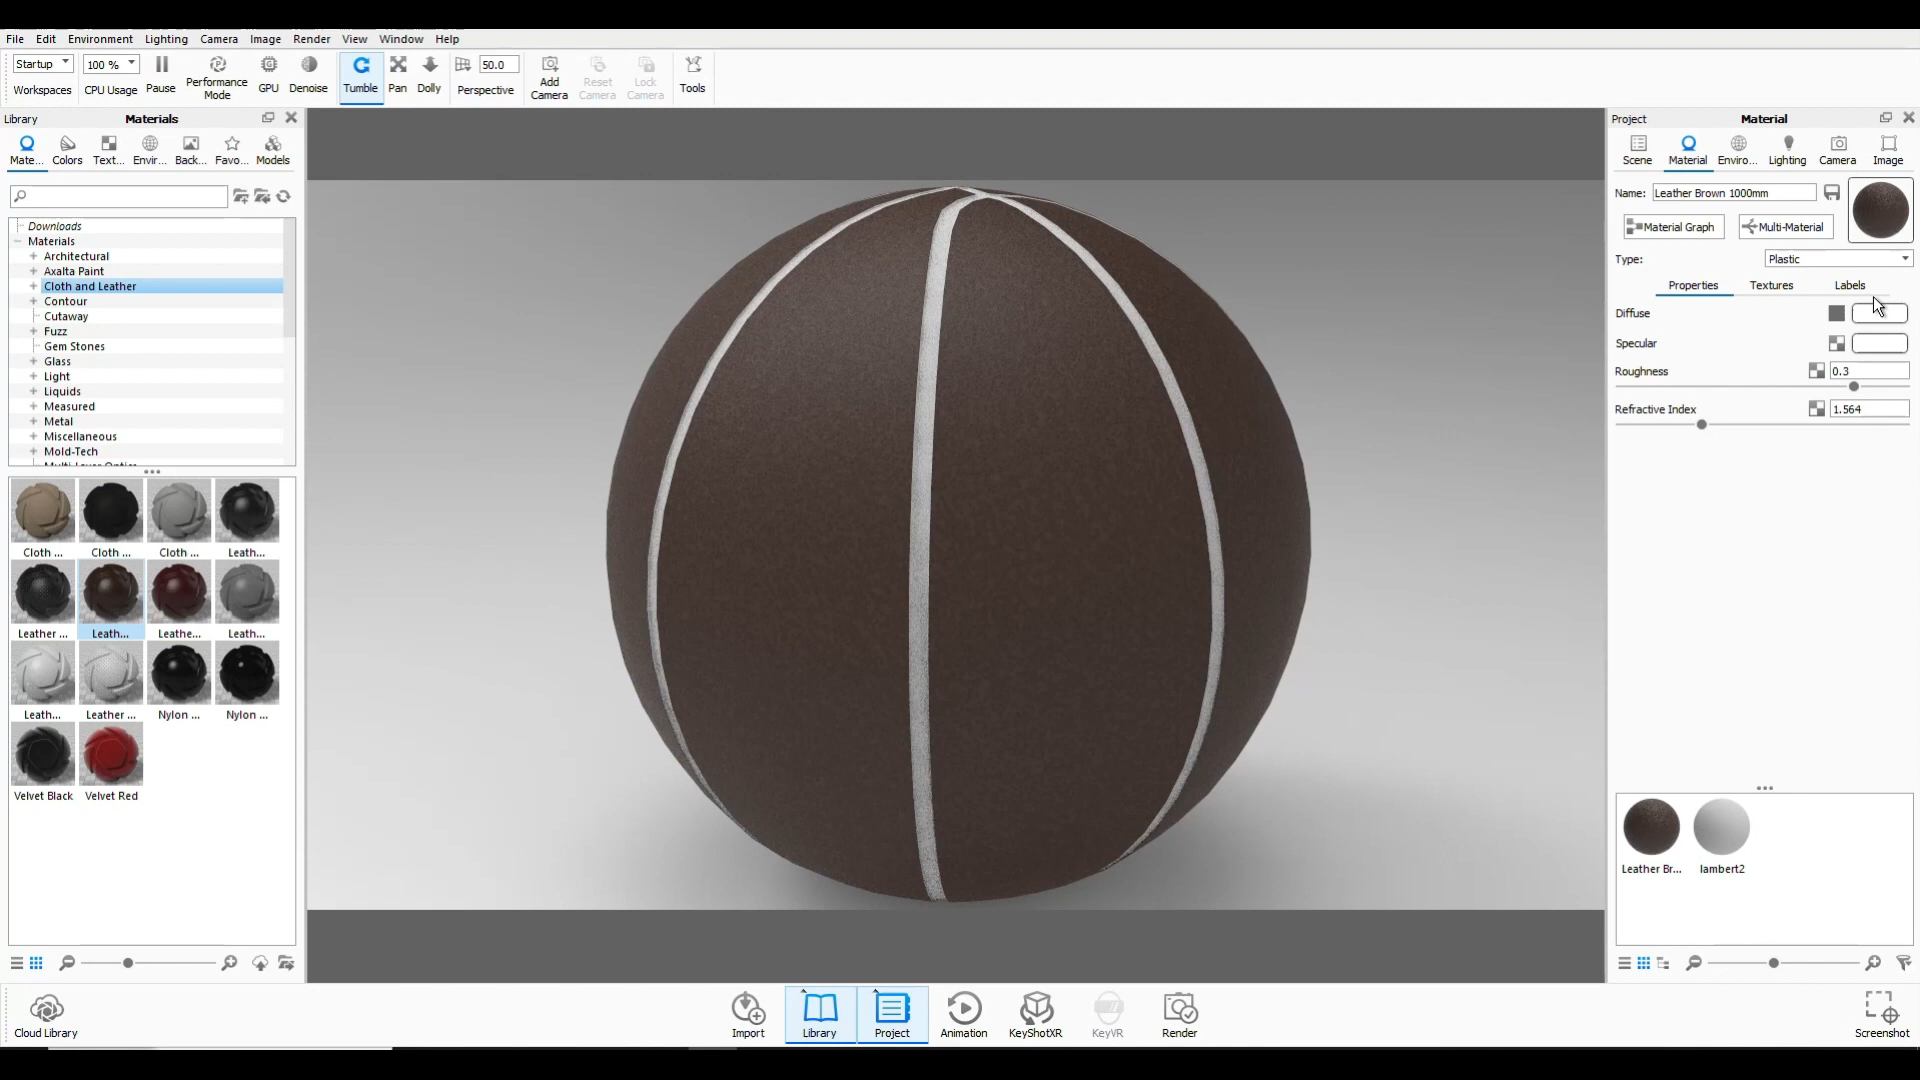 File Edit Environment Lighting Camera Image Render View Window Help
Startup 100 % 50.0
Workspaces CPU Usage Pause Performance Mode GPU Denoise Tumble Pan Dolly Perspective Add Camera Reset Camera Lock Camera Tools
Library Materials
Mate... Colors Text... Envir... Back... Favo... Models
Downloads
Materials
Architectural
Axalta Paint
Cloth and Leather
Contour
Cutaway
Fuzz
Gem Stones
Glass
Light
Liquids
Measured
Metal
Miscellaneous
Mold-Tech
Cloth ... Cloth ... Cloth ... Leath...
Leather ... Leath... Leathe... Leath...
Leath... Leather ... Nylon ... Nylon ...
Velvet Black Velvet Red
Project Material
Scene Material Enviro... Lighting Camera Image
Name: Leather Brown 1000mm
Material Graph Multi-Material
Type: Plastic
Properties Textures Labels
Diffuse
Specular
Roughness 0.3
Refractive Index 1.564
Leather Br... lambert2
Cloud Library Import Library Project Animation KeyShotXR KeyVR Render Screenshot